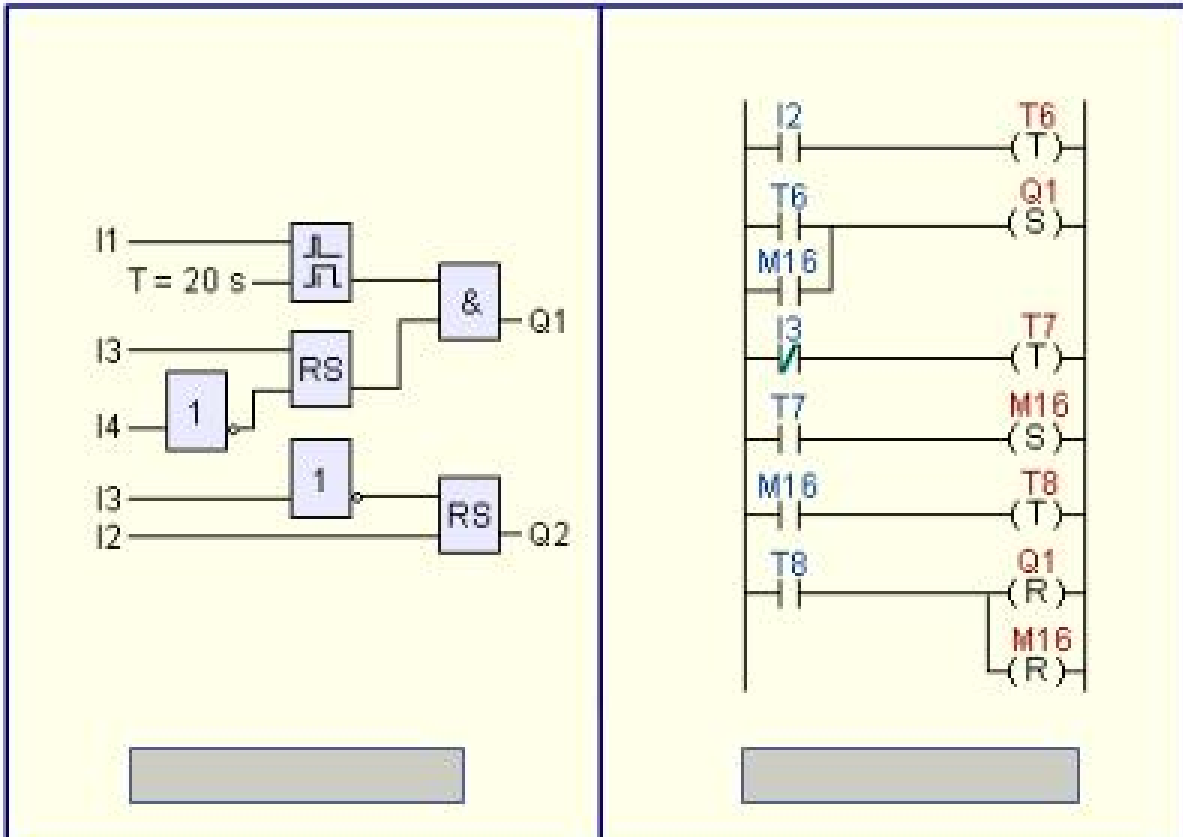 I1
T = 20 s
&
Q1
I3
RS
1
I4
1
I3
RS
I2
Q2
I2 T6
(T)
T6 Q1
(S)
M16
I3 T7
(T)
T7 M16
(S)
M16 T8
(T)
T8 Q1
(R)
M16
(R)